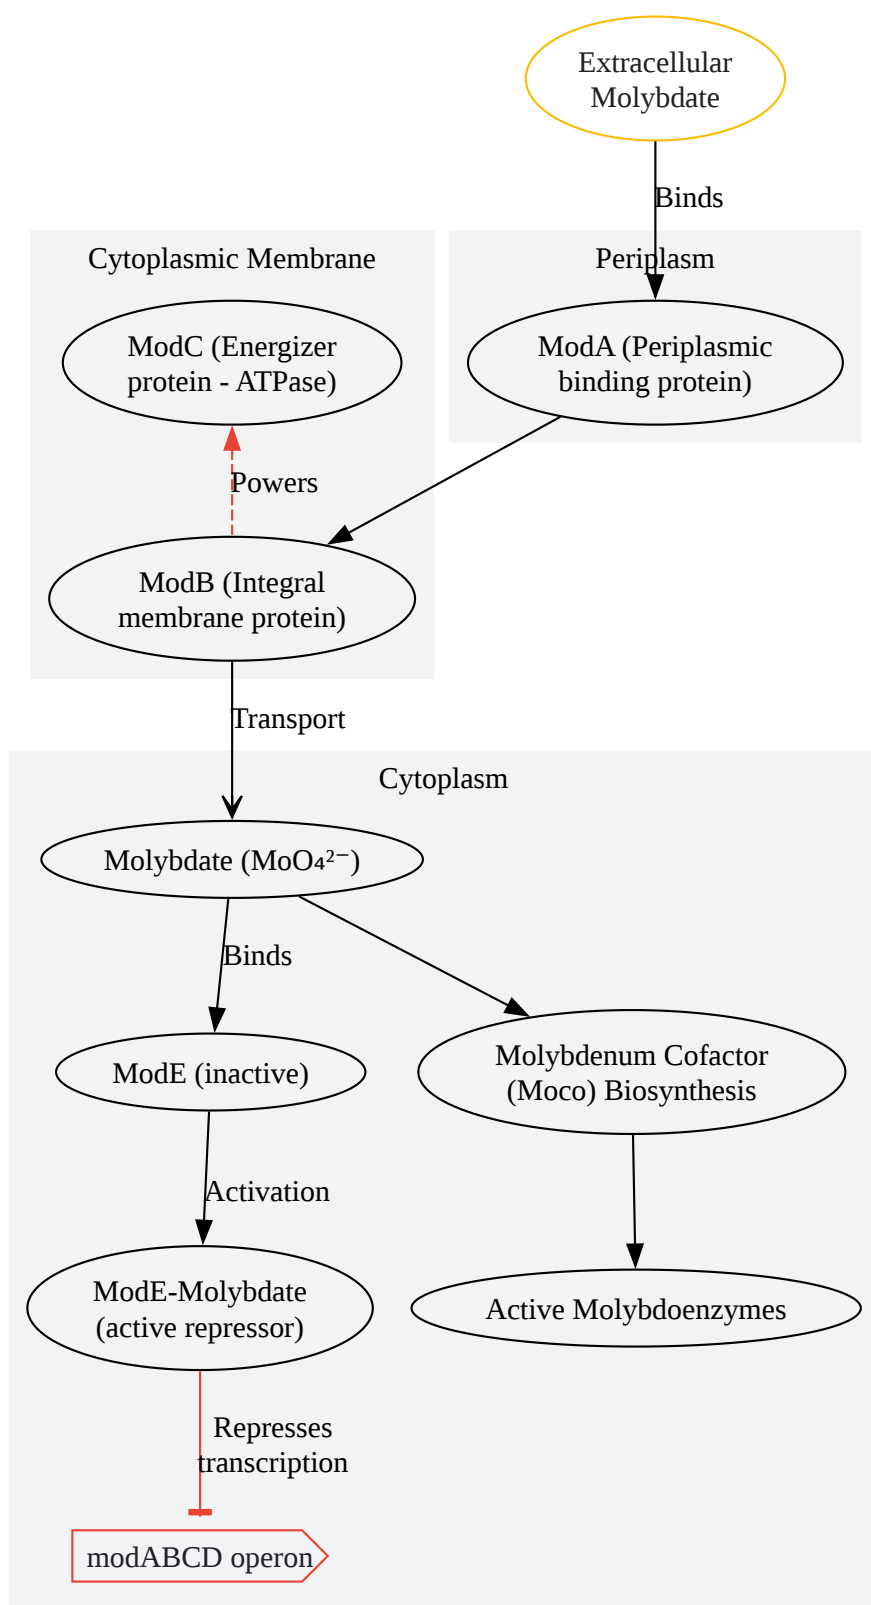 Extracellular
Molybdate
Binds
Cytoplasmic Membrane
Periplasm
ModC (Energizer
protein - ATPase)
ModA (Periplasmic
binding protein)
Powers
ModB (Integral
membrane protein)
Transport
Cytoplasm
Molybdate (MoO₄²⁻)
Binds
ModE (inactive)
Molybdenum Cofactor
(Moco) Biosynthesis
Activation
ModE-Molybdate
(active repressor)
Active Molybdoenzymes
Represses
transcription
modABCD operon